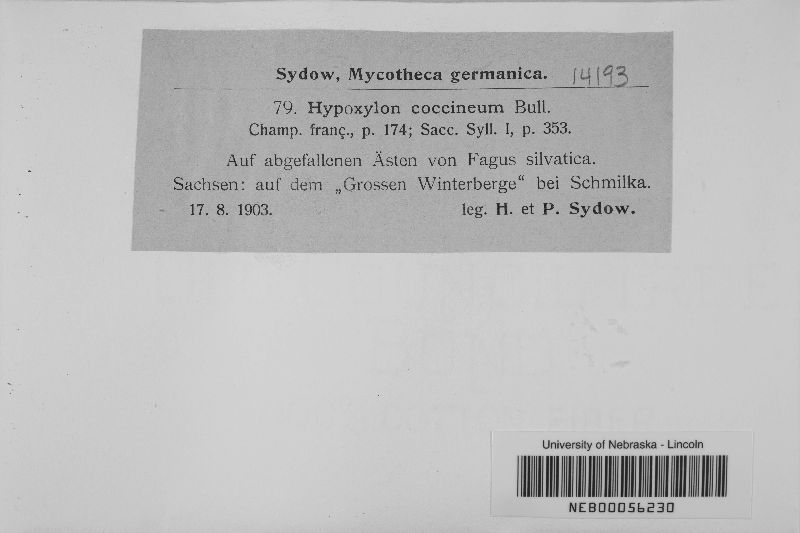 Sydow, Mycotheca germanica. 14193
79. Hypoxylon coccineum Bull.
Champ. franç., p. 174; Sacc. Syll. I, p. 353.
Auf abgefallenen Ästen von Fagus silvatica.
Sachsen: auf dem „Grossen Winterberge“ bei Schmilka.
17. 8. 1903. leg. H. et P. Sydow.
University of Nebraska - Lincoln
NEB00056230